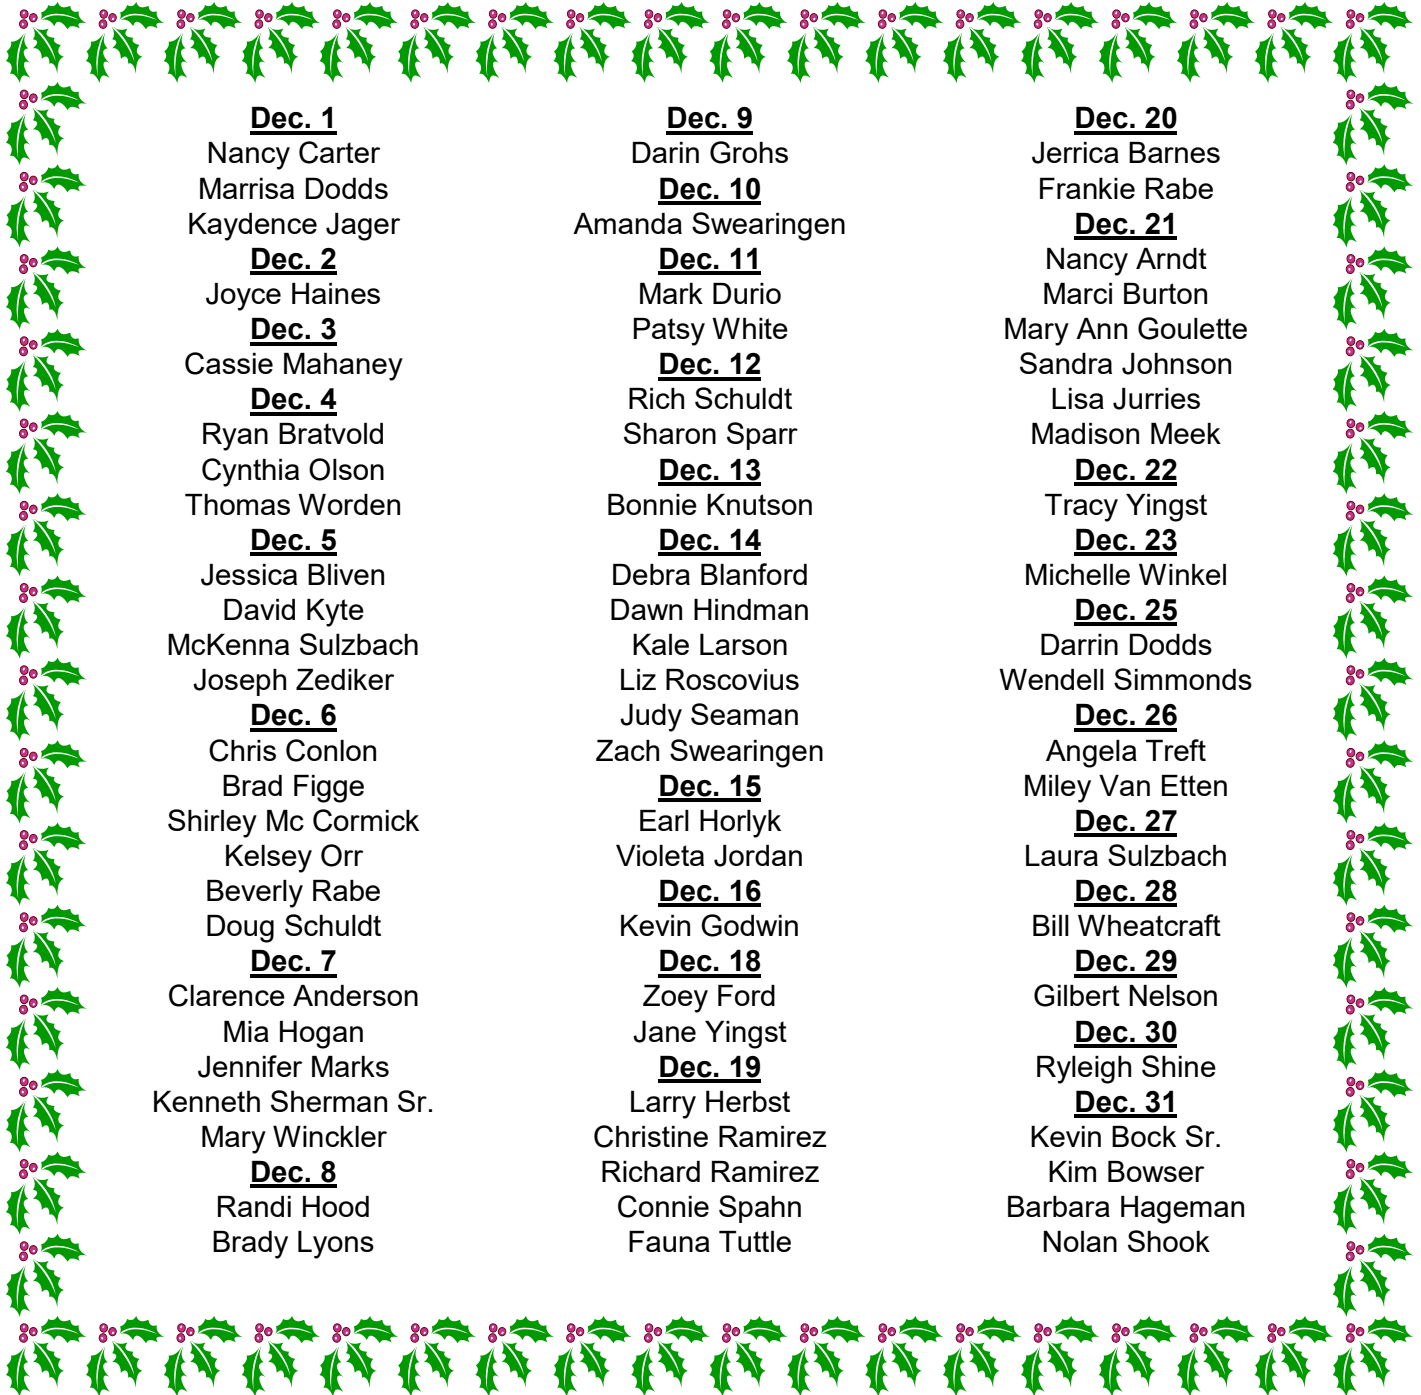 Dec. 1
Nancy Carter
Marrisa Dodds
Kaydence Jager
Dec. 2
Joyce Haines
Dec. 3
Cassie Mahaney
Dec. 4
Ryan Bratvold
Cynthia Olson
Thomas Worden
Dec. 5
Jessica Bliven
David Kyte
McKenna Sulzbach
Joseph Zediker
Dec. 6
Chris Conlon
Brad Figge
Shirley Mc Cormick
Kelsey Orr
Beverly Rabe
Doug Schuldt
Dec. 7
Clarence Anderson
Mia Hogan
Jennifer Marks
Kenneth Sherman Sr.
Mary Winckler
Dec. 8
Randi Hood
Brady Lyons
Dec. 9
Darin Grohs
Dec. 10
Amanda Swearingen
Dec. 11
Mark Durio
Patsy White
Dec. 12
Rich Schuldt
Sharon Sparr
Dec. 13
Bonnie Knutson
Dec. 14
Debra Blanford
Dawn Hindman
Kale Larson
Liz Roscovius
Judy Seaman
Zach Swearingen
Dec. 15
Earl Horlyk
Violeta Jordan
Dec. 16
Kevin Godwin
Dec. 18
Zoey Ford
Jane Yingst
Dec. 19
Larry Herbst
Christine Ramirez
Richard Ramirez
Connie Spahn
Fauna Tuttle
Dec. 20
Jerrica Barnes
Frankie Rabe
Dec. 21
Nancy Arndt
Marci Burton
Mary Ann Goulette
Sandra Johnson
Lisa Jurries
Madison Meek
Dec. 22
Tracy Yingst
Dec. 23
Michelle Winkel
Dec. 25
Darrin Dodds
Wendell Simmonds
Dec. 26
Angela Treft
Miley Van Etten
Dec. 27
Laura Sulzbach
Dec. 28
Bill Wheatcraft
Dec. 29
Gilbert Nelson
Dec. 30
Ryleigh Shine
Dec. 31
Kevin Bock Sr.
Kim Bowser
Barbara Hageman
Nolan Shook